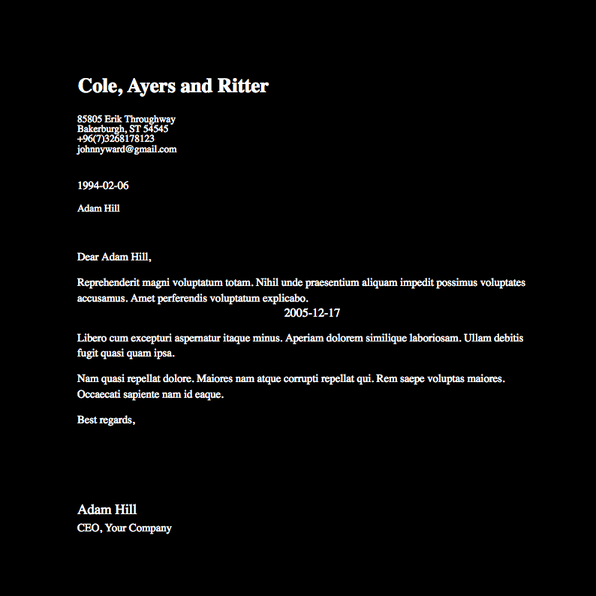 Cole, Ayers and Ritter
85805 Erik Throughway
Bakerburgh, ST 54545
+96(7)3268178123
johnnyward@gmail.com
1994-02-06
Adam Hill
Dear Adam Hill,
Reprehenderit magni voluptatum totam. Nihil unde praesentium aliquam impedit possimus voluptates
accusamus. Amet perferendis voluptatum explicabo.
2005-12-17
Libero cum excepturi aspernatur itaque minus. Aperiam dolorem similique laboriosam. Ullam debitis
fugit quasi quam ipsa.
Nam quasi repellat dolore. Maiores nam atque corrupti repellat qui. Rem saepe voluptas maiores.
Occaecati sapiente nam id eaque.
Best regards,
Adam Hill
CEO, Your Company